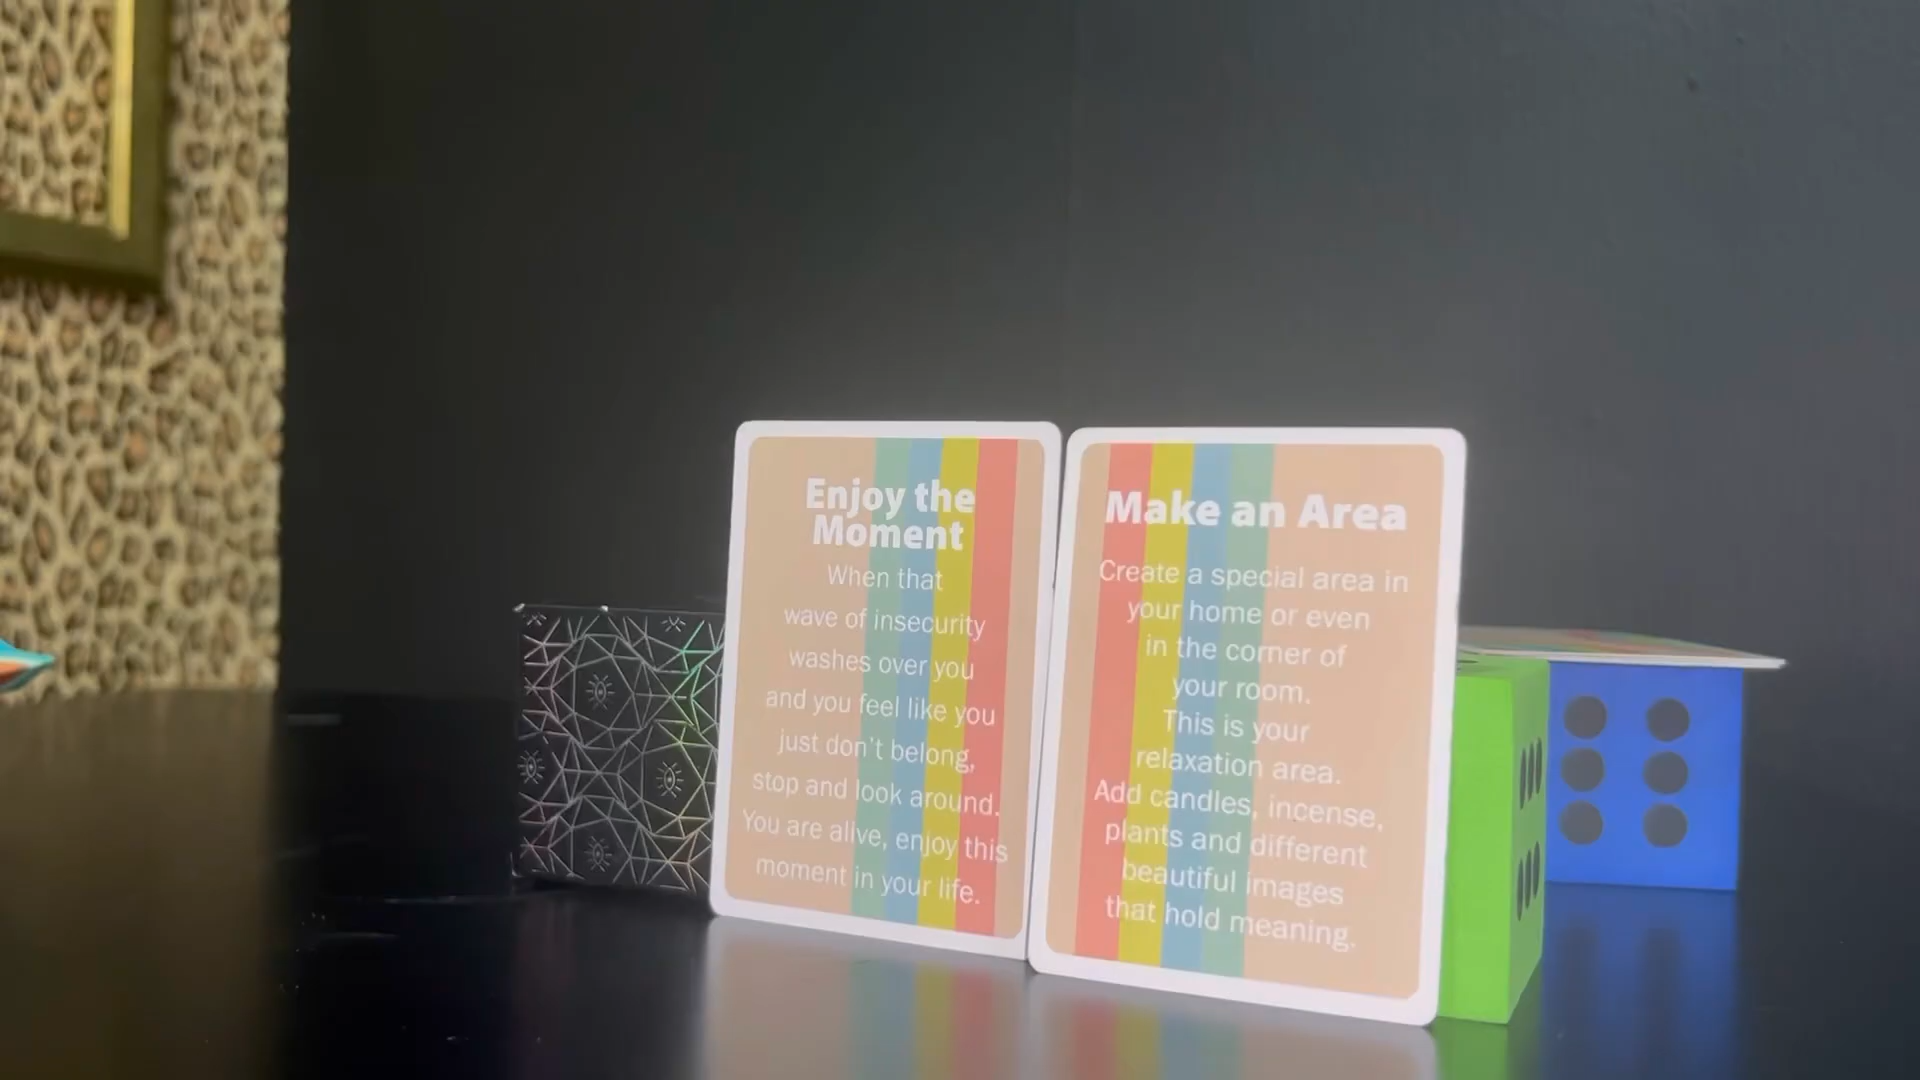 Enjoy the
Moment
When that
wave of insecurity
washes over you
and you feel like you
just don't belong,
stop and look around.
You are alive, enjoy this
moment in your life.
Make an Area
Create a special area in
your home or even
in the corner of
your room.
This is your
relaxation area.
Add candles, incense,
plants and different
beautiful images
that hold meaning.